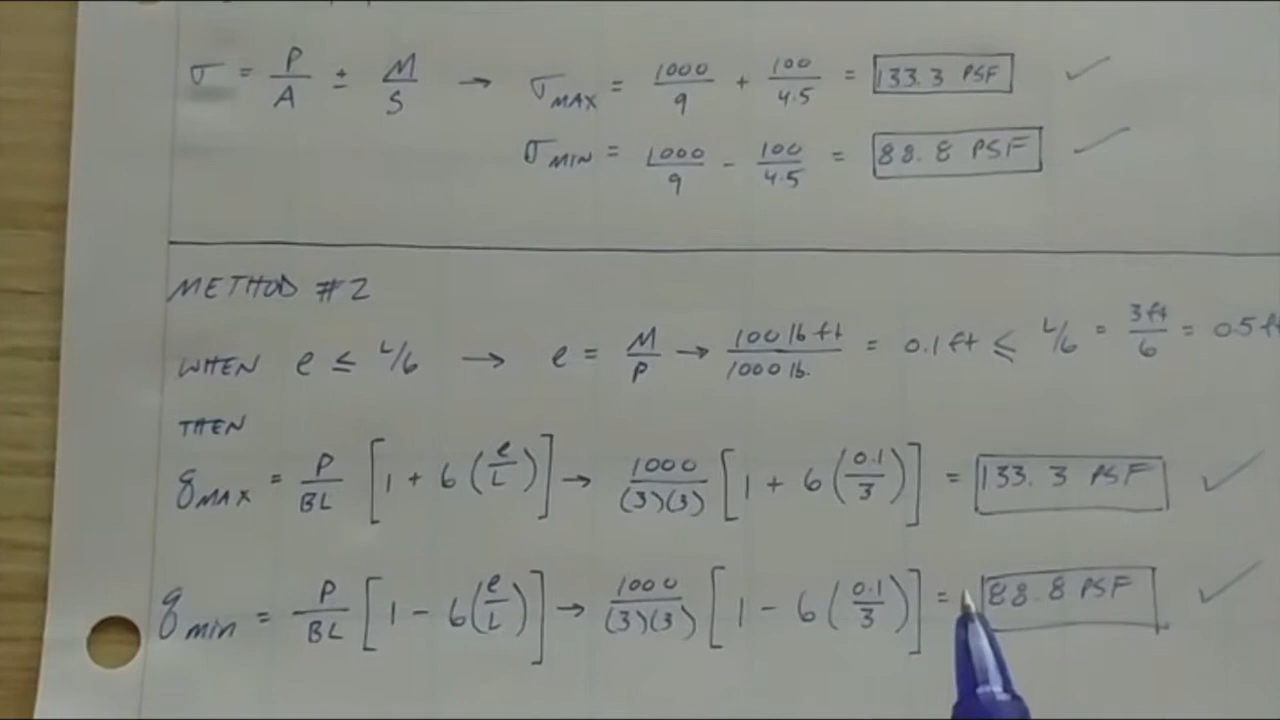 σ = P/A ± M/S → σMAX = 1000/9 + 100/4.5 = 133.3 PSF ✓
σMIN = 1000/9 - 100/4.5 = 88.8 PSF ✓
METHOD #2
WHEN e ≤ L/6 → e = M/P → 100 lb ft/1000 lb. = 0.1 ft ≤ L/6 = 3 ft/6 = 0.5 ft
THEN
qMAX = P/BL [1 + 6(e/L)] → 1000/(3)(3) [1 + 6(0.1/3)] = 133.3 PSF ✓
qmin = P/BL [1 - 6(e/L)] → 1000/(3)(3) [1 - 6(0.1/3)] = 88.8 PSF ✓